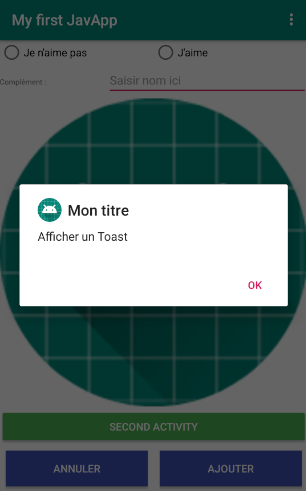 My first JavApp
Je n'aime pas
J'aime
Complément :
Saisir nom ici
Mon titre
Afficher un Toast
OK
SECOND ACTIVITY
ANNULER
AJOUTER